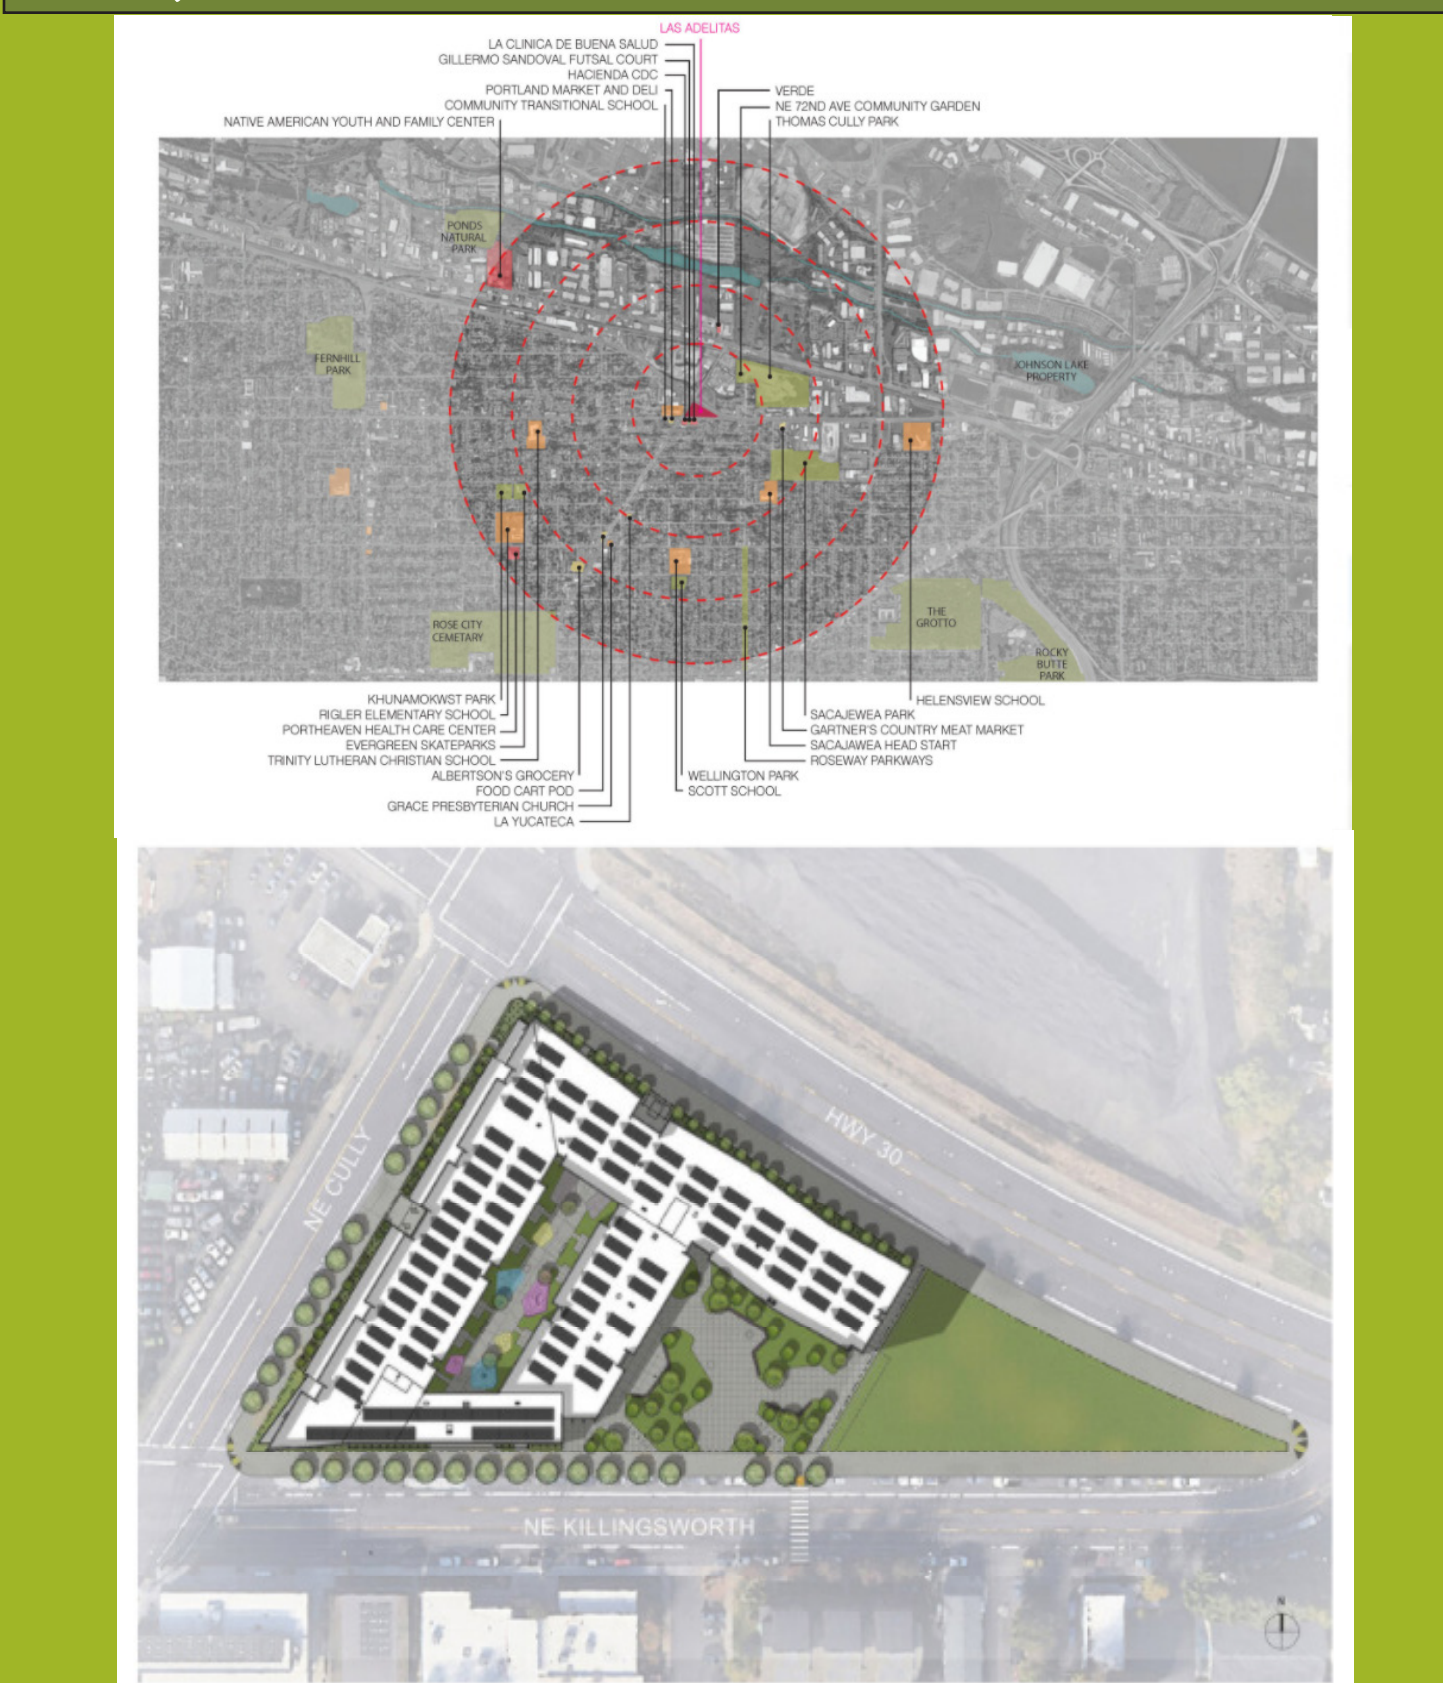 LAS ADELITAS
LA CLINICA DE BUENA SALUD
GILLERMO SANDOVAL FUTSAL COURT
HACIENDA CDC
PORTLAND MARKET AND DELI
COMMUNITY TRANSITIONAL SCHOOL
NATIVE AMERICAN YOUTH AND FAMILY CENTER
VERDE
NE 72ND AVE COMMUNITY GARDEN
THOMAS CULLY PARK
PONDS
NATURAL
PARK
FERNHILL
PARK
JOHNSON LAKE
PROPERTY
ROSE CITY
CEMETARY
THE
GROTTO
ROCKY
BUTTE
PARK
KHUNAMOKWST PARK
RIGLER ELEMENTARY SCHOOL
PORTHEAVEN HEALTH CARE CENTER
EVERGREEN SKATEPARKS
TRINITY LUTHERAN CHRISTIAN SCHOOL
ALBERTSON'S GROCERY
FOOD CART POD
GRACE PRESBYTERIAN CHURCH
LA YUCATECA
WELLINGTON PARK
SCOTT SCHOOL
HELENSVIEW SCHOOL
SACAJEWEA PARK
GARTNER'S COUNTRY MEAT MARKET
SACAJAWEA HEAD START
ROSEWAY PARKWAYS
NE CULLY
HWY 30
NE KILLINGSWORTH
N